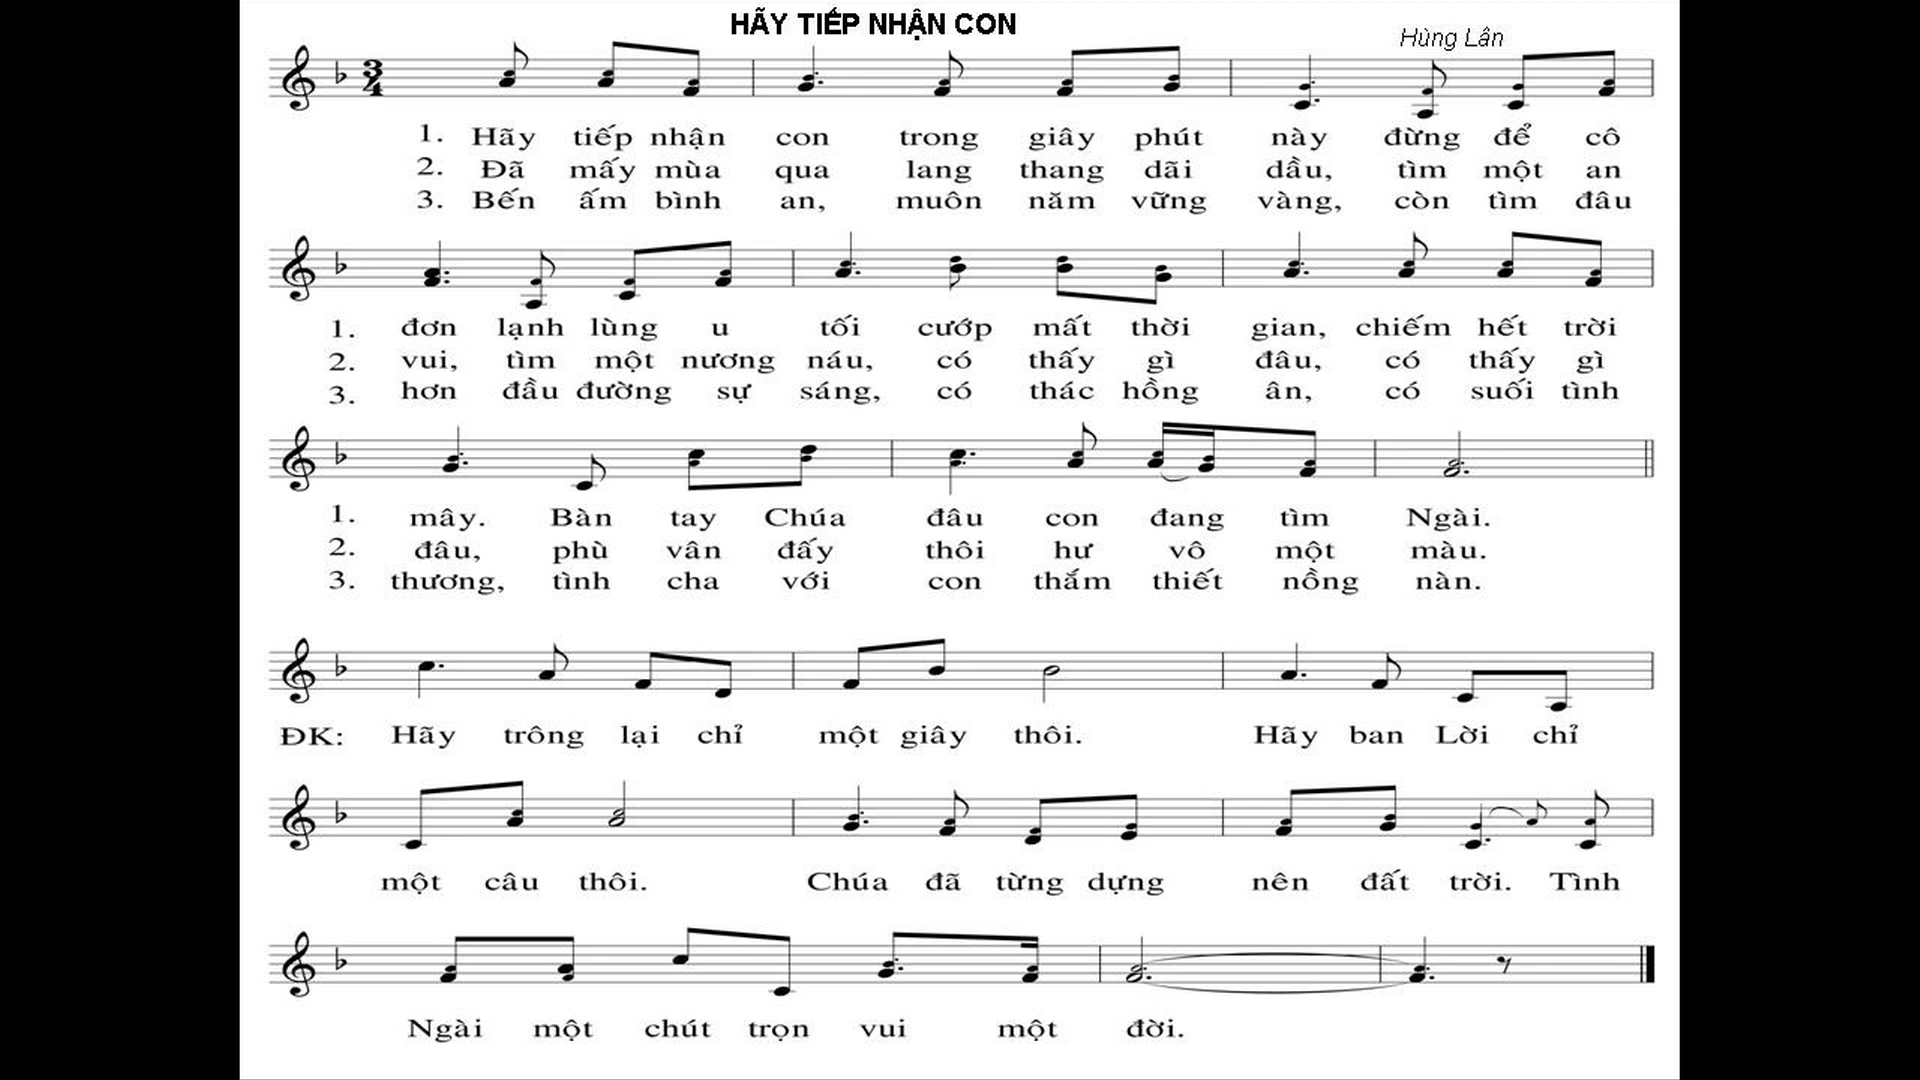 HÃY TIẾP NHẬN CON
Hùng Lân
3
4
1. Hãy tiếp nhận con trong giây phút này đừng để cô
2. Đã mấy mùa qua lang thang dãi dầu, tìm một an
3. Bến ấm bình an, muôn năm vững vàng, còn tìm đâu
1. đơn lạnh lùng u tối cướp mất thời gian, chiếm hết trời
2. vui, tìm một nương náu, có thấy gì đâu, có thấy gì
3. hơn đầu đường sự sáng, có thác hồng ân, có suối tình
1. mây. Bàn tay Chúa đâu con đang tìm Ngài.
2. đâu, phù vân đấy thôi hư vô một màu.
3. thương, tình cha với con thắm thiết nồng nàn.
ĐK: Hãy trông lại chỉ một giây thôi. Hãy ban Lời chỉ
một câu thôi. Chúa đã từng dựng nên đất trời. Tình
Ngài một chút trọn vui một đời.